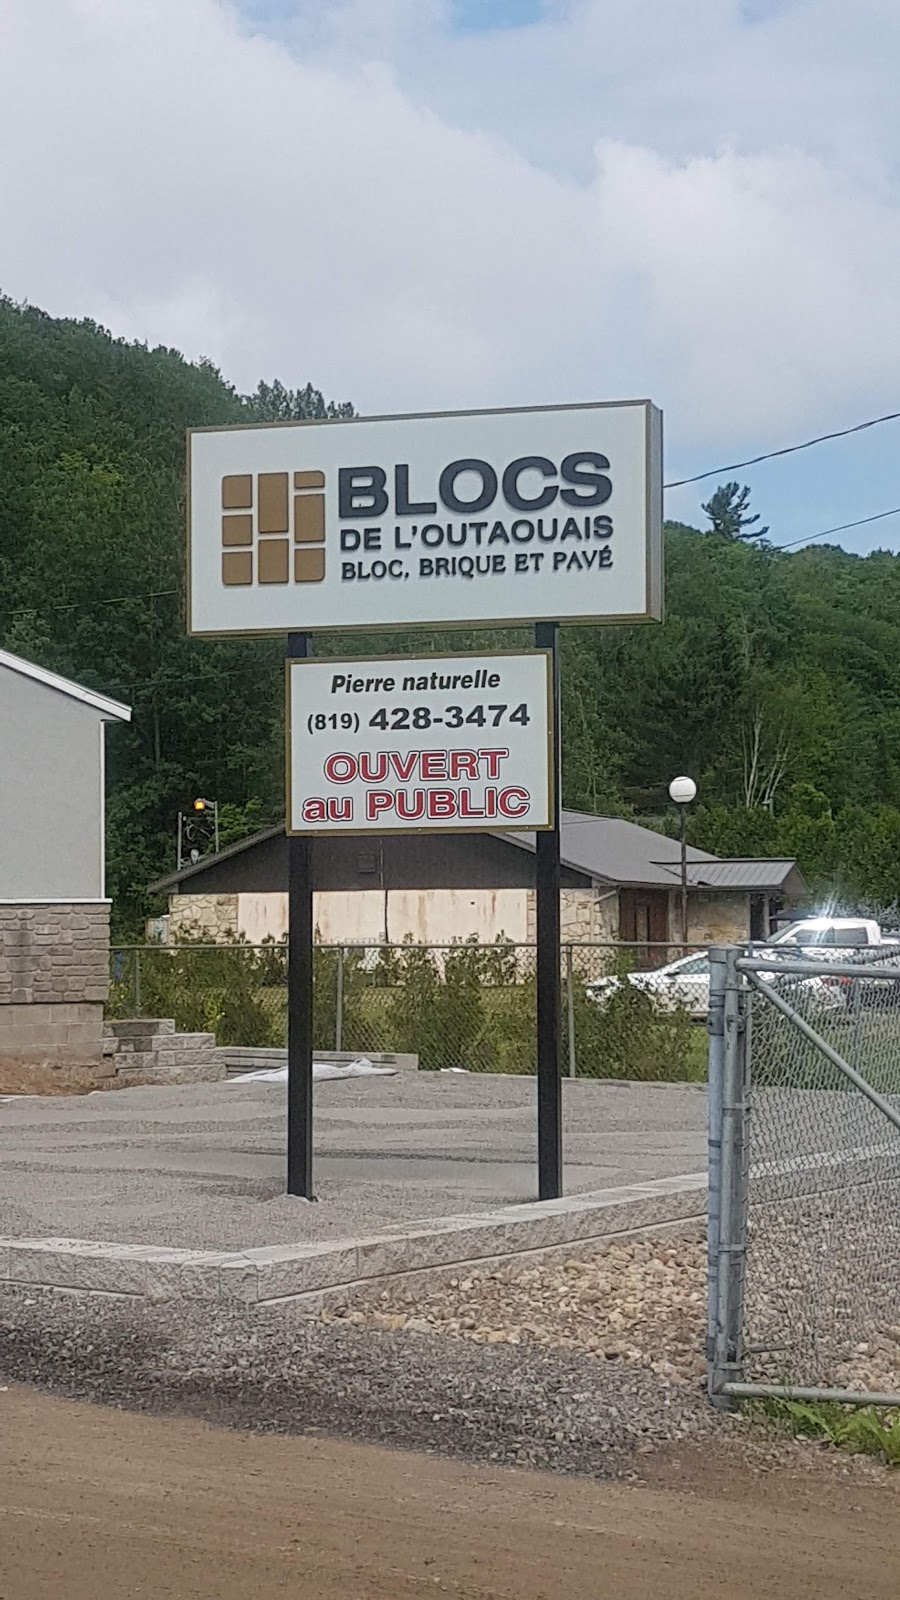 BLOCS
DE L'OUTAOUAIS
BLOC, BRIQUE ET PAVÉ
Pierre naturelle
(819) 428-3474
OUVERT
au PUBLIC